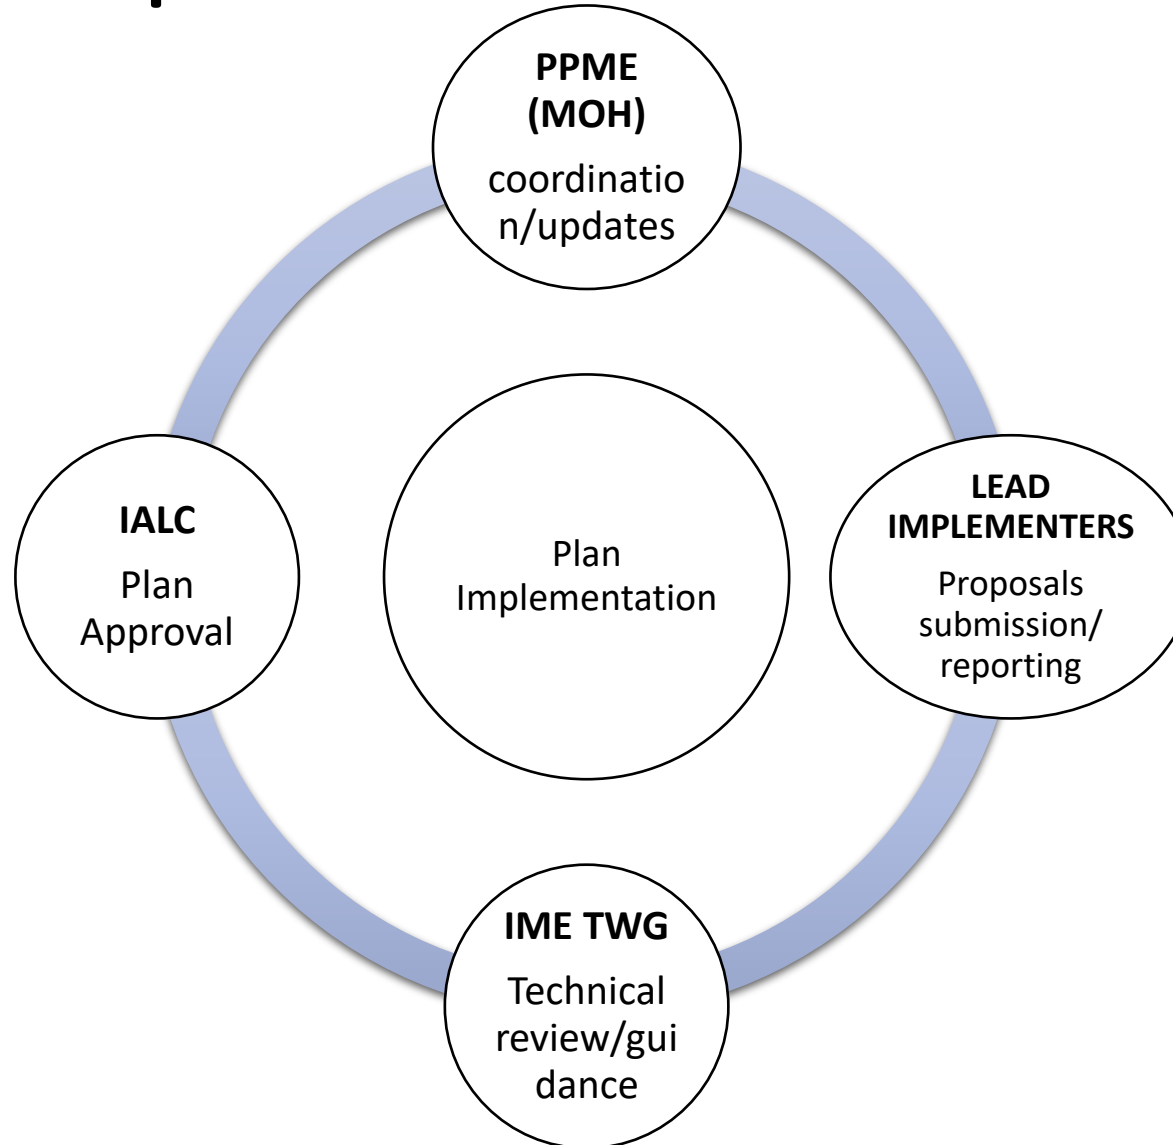 PPME
(MOH)
coordinatio
n/updates
IALC
Plan
Approval
Plan
Implementation
LEAD
IMPLEMENTERS
Proposals
submission/
reporting
IME TWG
Technical
review/gui
dance